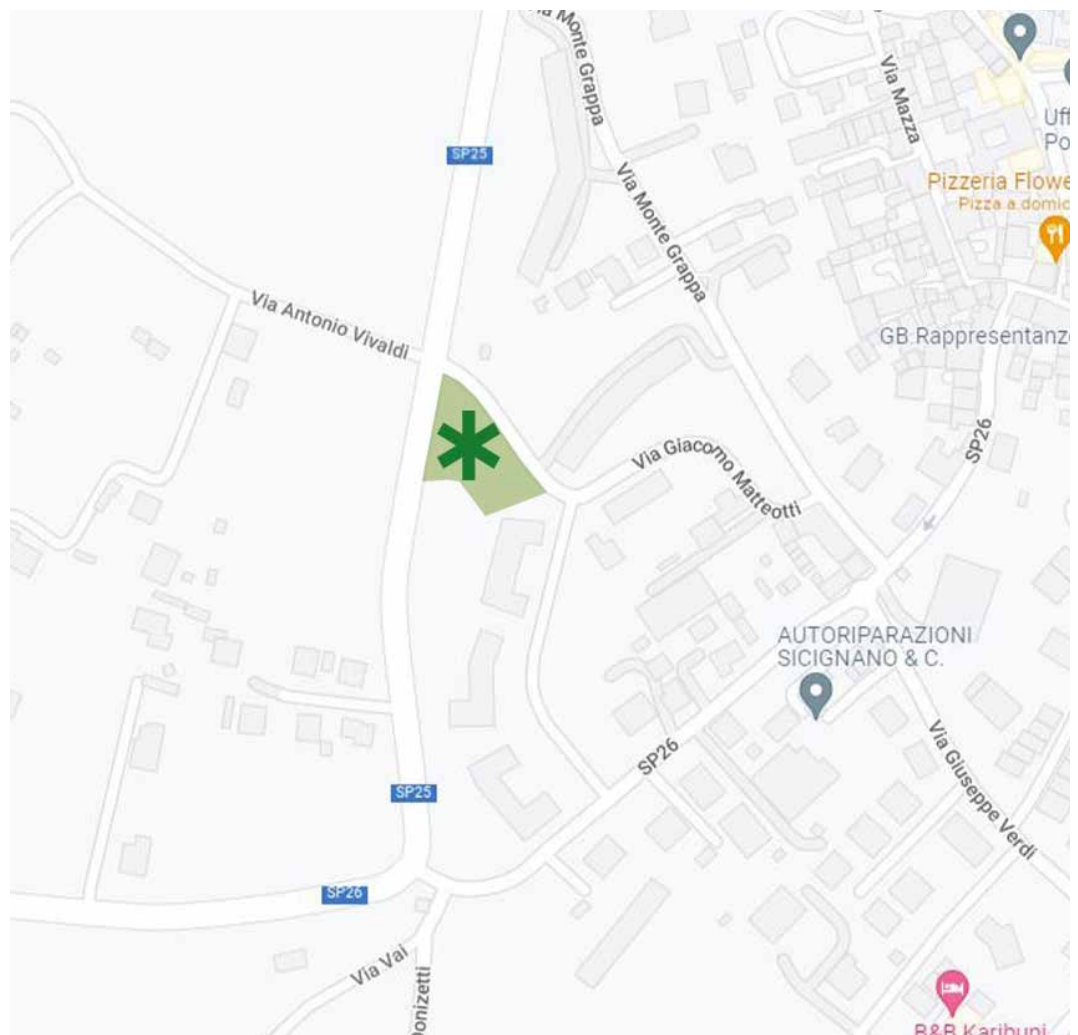 Via Monte Grappa
Via Mazza
Uff
Po
SP25
Via Monte Grappa
Pizzeria Flowe
Pizza a domic
Via Antonio Vivaldi
GB Rappresentanze
SP26
Via Giacomo Matteotti
AUTORIPARAZIONI
SICIGNANO & C.
SP26
Via Giuseppe Verdi
SP25
SP26
Via Vai
Donizetti
B&B Karibuni